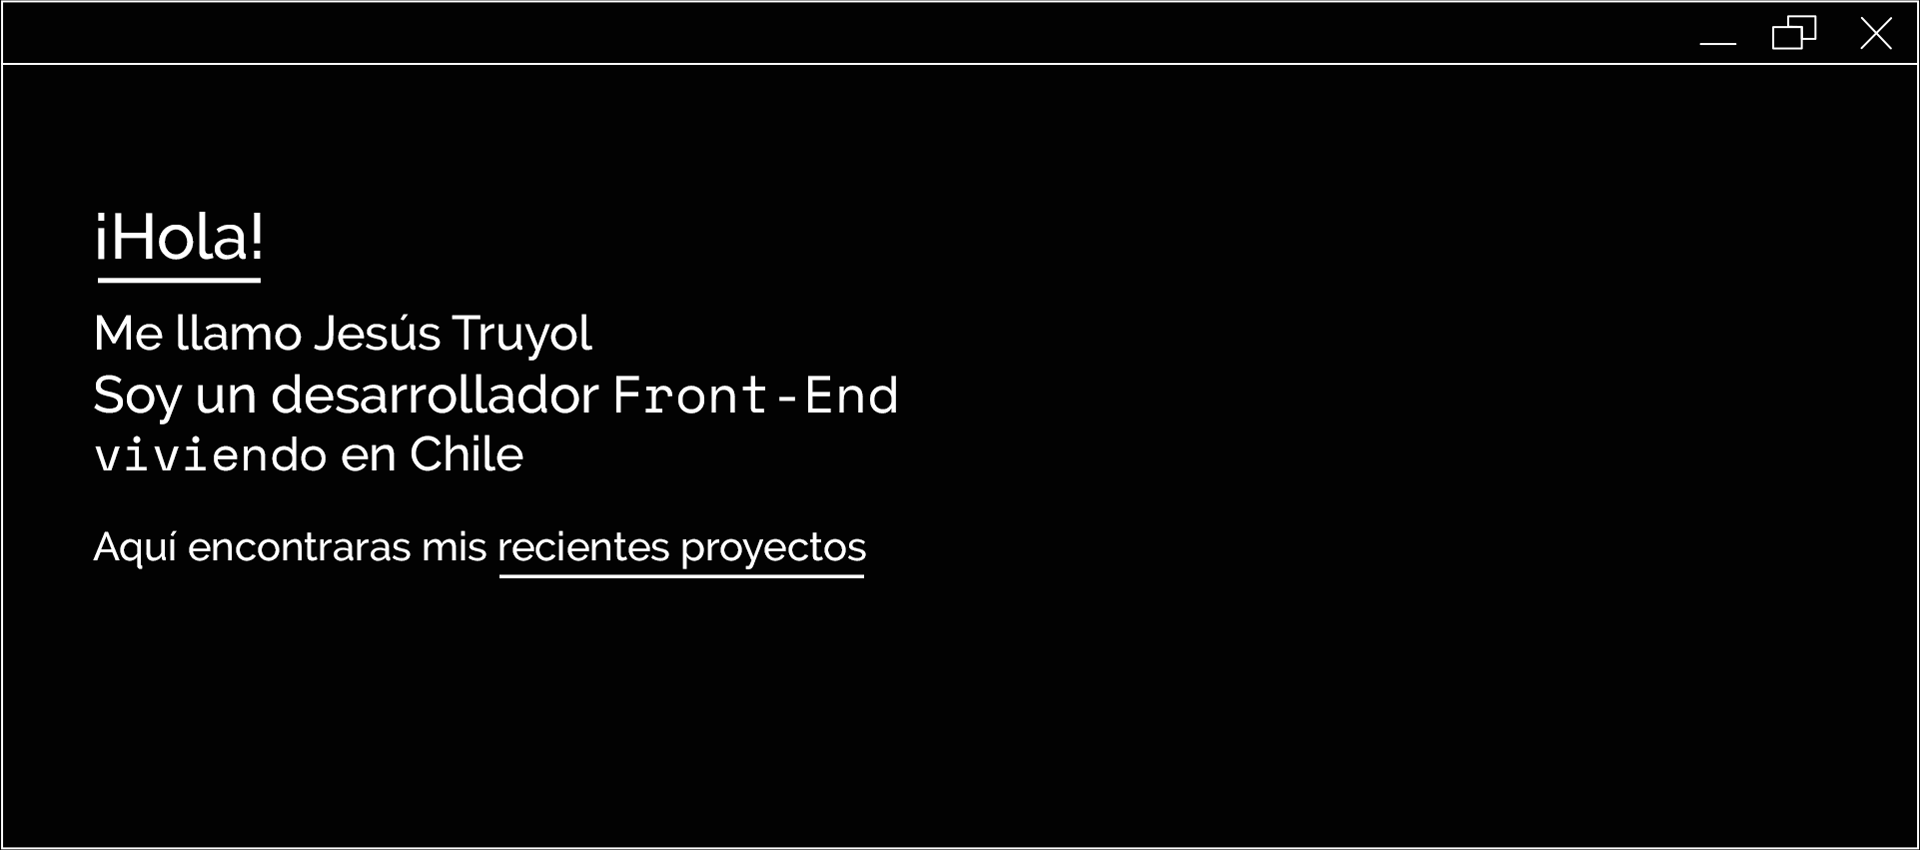 ¡Hola!
Me llamo Jesús Truyol
Soy un desarrollador Front-End
viviendo en Chile
Aquí encontraras mis recientes proyectos